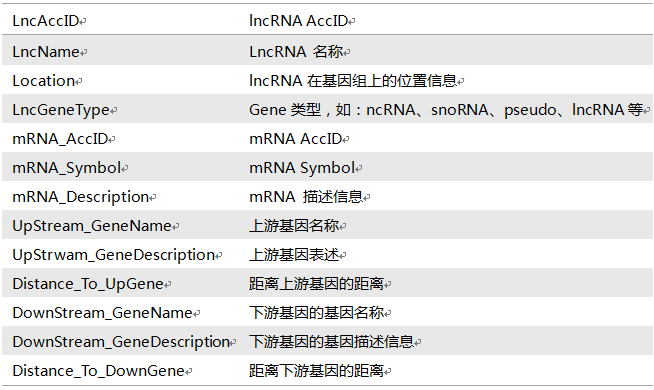 LncAccID lncRNA AccID
LncName LncRNA 名称
Location lncRNA 在基因组上的位置信息
LncGeneType Gene 类型，如：ncRNA、snoRNA、pseudo、lncRNA 等
mRNA_AccID mRNA AccID
mRNA_Symbol mRNA Symbol
mRNA_Description mRNA 描述信息
UpStream_GeneName 上游基因名称
UpStrwam_GeneDescription 上游基因表述
Distance_To_UpGene 距离上游基因的距离
DownStream_GeneName 下游基因的基因名称
DownStream_GeneDescription 下游基因的基因描述信息
Distance_To_DownGene 距离下游基因的距离